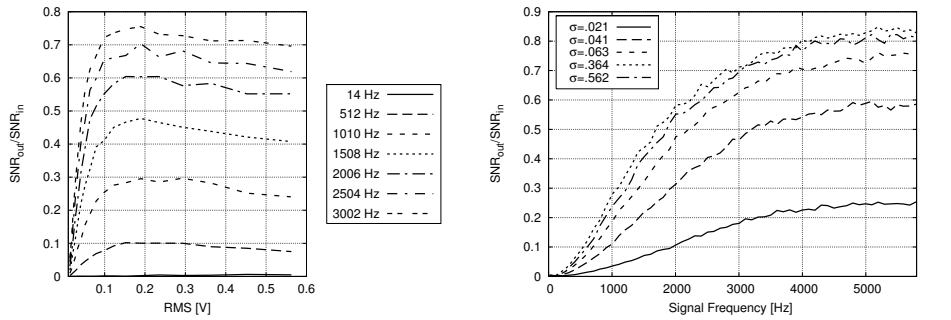 SNRout/SNRin
0.8
0.7
0.6
0.5
0.4
0.3
0.2
0.1
0
0.1 0.2 0.3 0.4 0.5 0.6
RMS [V]
14 Hz
512 Hz
1010 Hz
1508 Hz
2006 Hz
2504 Hz
3002 Hz
SNRout/SNRin
0.9
0.8
0.7
0.6
0.5
0.4
0.3
0.2
0.1
0
0 1000 2000 3000 4000 5000
Signal Frequency [Hz]
σ=.021
σ=.041
σ=.063
σ=.364
σ=.562